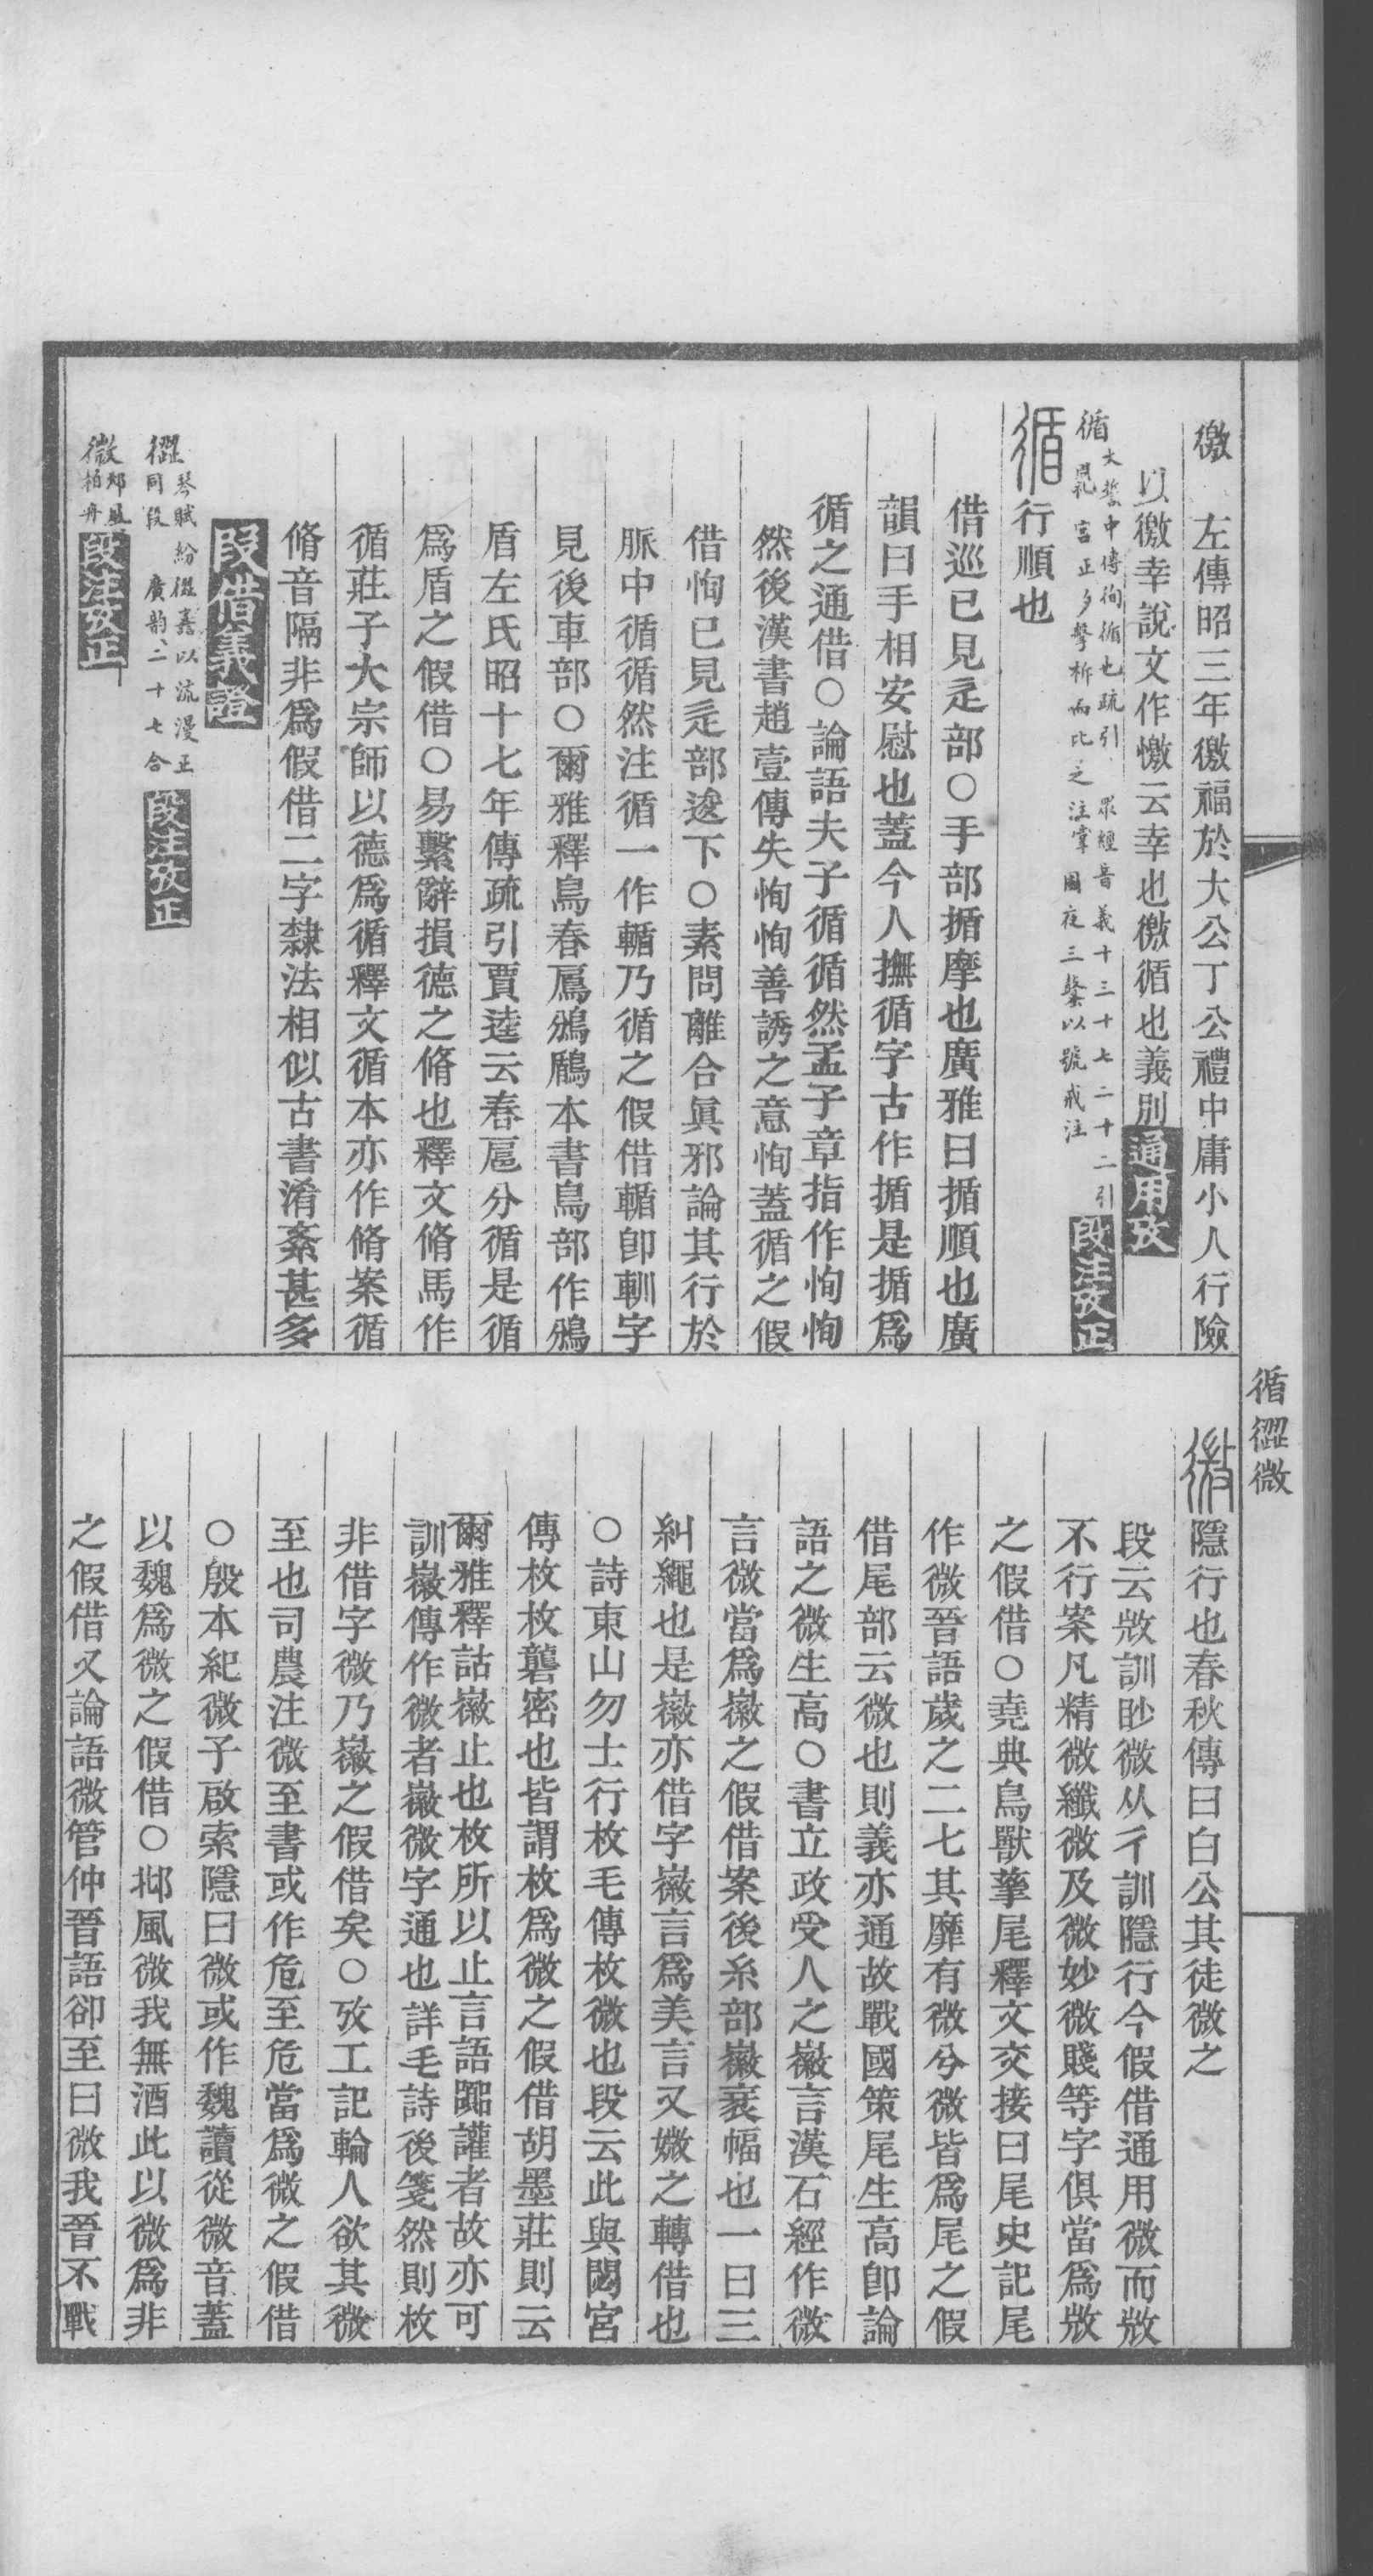 徼　左傳昭三年徼福於大公丁公禮中庸小人行險
以徼幸說文作憿云幸也徼循也義別通用攷
循 大誓中傳徇循也疏引 眾經音義十三十七二十二引
周礼宫正夕擊柝而比之注掌固夜三鼜以號戒注 段注攷正
循行順也
借巡已見辵部○手部揗摩也廣雅曰揗順也廣
韻曰手相安慰也蓋今人撫循字古作揗是揗爲
循之通借○論語夫子循循然孟子章指作恂恂
然後漢書趙壹傳失恂恂善誘之意恂蓋循之假
借恂已見辵部逡下○素問離合眞邪論其行於
脈中循循然注循一作輴乃循之假借輴卽軐字
見後車部○爾雅釋鳥春鳸鳻鶞本書鳥部作鳻
盾左氏昭十七年傳疏引賈逵云春扈分循是循
爲盾之假借○易繫辭損德之脩也釋文脩馬作
循莊子大宗師以德爲循釋文循本亦作脩案循
脩音隔非爲假借二字隸法相似古書淆紊甚多
段借義證
𢔶 琴賦紛𢔶譶以流漫正
同段 廣韵二十七合 段注攷正
微 邶風
柏舟 段注攷正
循𢔶微
微隱行也春秋傳曰白公其徒微之
段云敚訓眇微从彳訓隱行今假借通用微而敚
不行案凡精微纖微及微妙微賤等字俱當爲敚
之假借○堯典鳥獸孳尾釋文交接曰尾史記尾
作微晉語歲之二七其靡有微兮微皆爲尾之假
借尾部云微也則義亦通故戰國策尾生高卽論
語之微生高○書立政受人之徽言漢石經作微
言微當爲徽之假借案後糸部徽衺幅也一曰三
糾繩也是徽亦借字徽言爲美言又媺之轉借也
○詩東山勿士行枚毛傳枚微也段云此與閟宮
傳枚枚礱密也皆謂枚爲微之假借胡墨莊則云
爾雅釋詁徽止也枚所以止言語䟽讙者故亦可
訓徽傳作微者徽微字通也詳毛詩後箋然則枚
非借字微乃徽之假借矣○攷工記輪人欲其微
至也司農注微至書或作危至危當爲微之假借
○殷本紀微子啟索隱曰微或作魏讀從微音蓋
以魏爲微之假借○邶風微我無酒此以微爲非
之假借又論語微管仲晉語卻至曰微我晉不戰